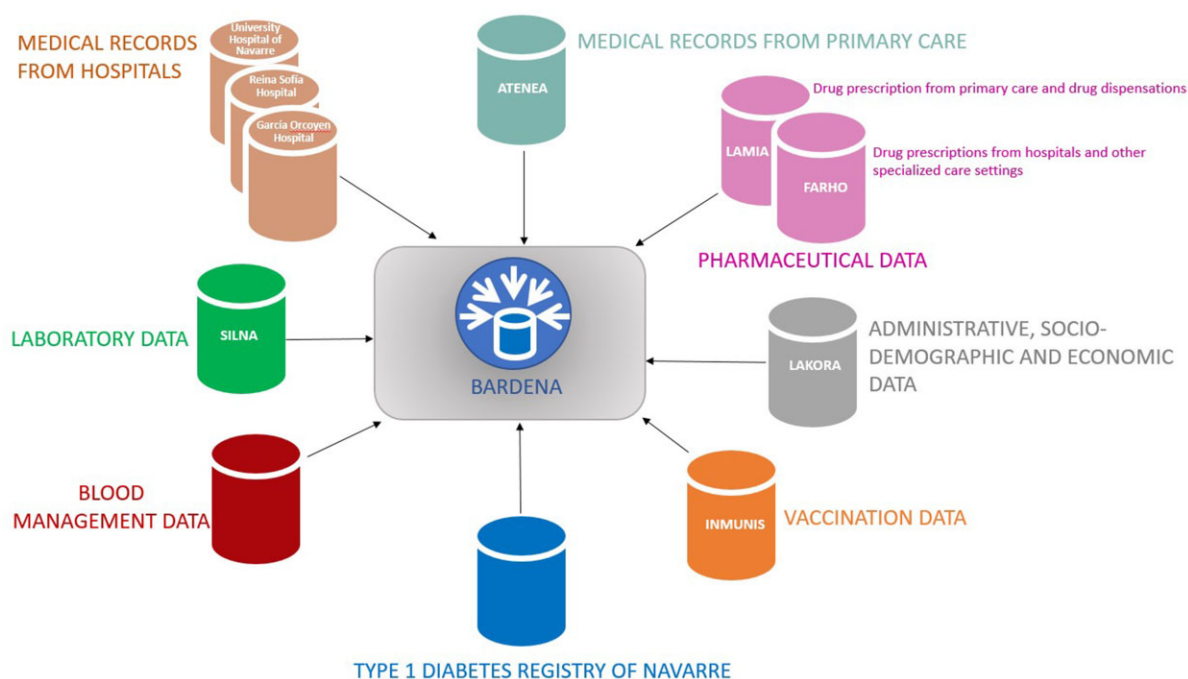 MEDICAL RECORDS
FROM HOSPITALS
University
Hospital of
Navarre
Reina Sofía
Hospital
García Orcoyen
Hospital
ATENEA
MEDICAL RECORDS FROM PRIMARY CARE
Drug prescription from primary care and drug dispensations
LAMIA
Drug prescriptions from hospitals and other
specialized care settings
FARHO
PHARMACEUTICAL DATA
LABORATORY DATA
SILNA
BARDENA
LAKORA
ADMINISTRATIVE, SOCIO-
DEMOGRAPHIC AND ECONOMIC
DATA
BLOOD
MANAGEMENT DATA
INMUNIS
VACCINATION DATA
TYPE 1 DIABETES REGISTRY OF NAVARRE